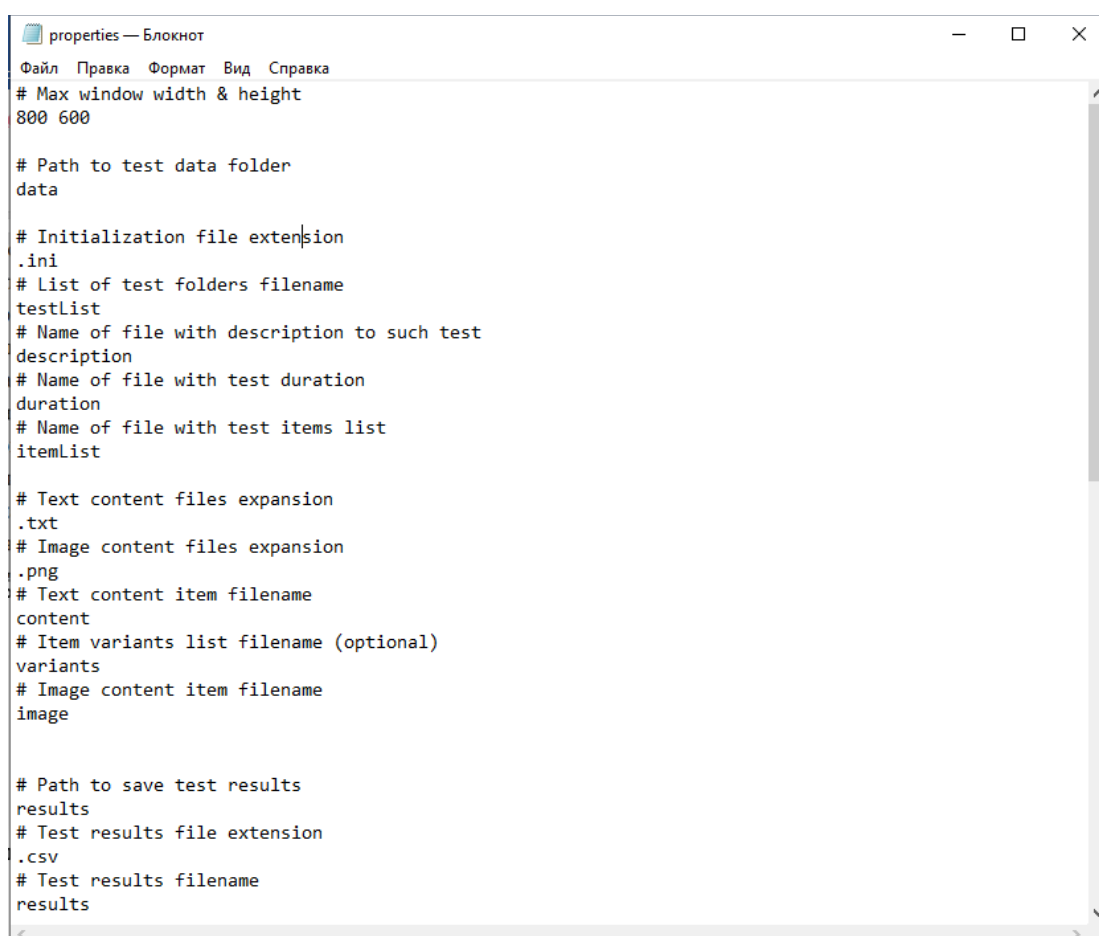 properties — Блокнот
Файл Правка Формат Вид Справка
# Max window width & height
800 600
# Path to test data folder
data
# Initialization file extension
.ini
# List of test folders filename
testList
# Name of file with description to such test
description
# Name of file with test duration
duration
# Name of file with test items list
itemList
# Text content files expansion
.txt
# Image content files expansion
.png
# Text content item filename
content
# Item variants list filename (optional)
variants
# Image content item filename
image
# Path to save test results
results
# Test results file extension
.csv
# Test results filename
results